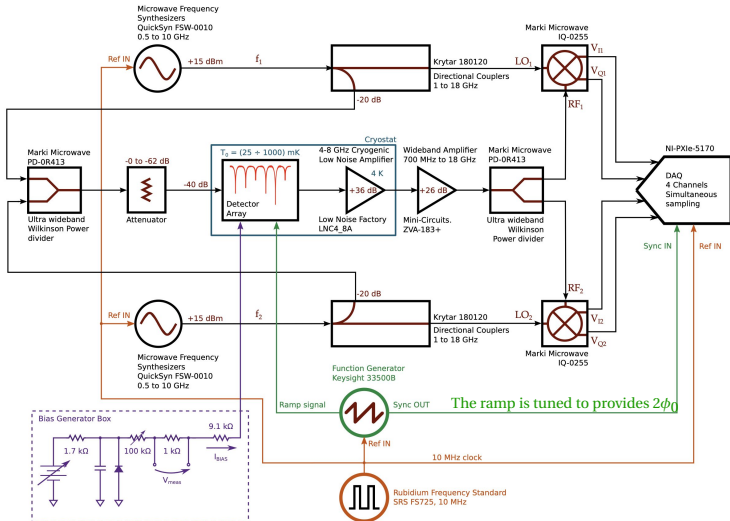 Microwave Frequency
Synthesizers
QuickSyn FSW-0010
0.5 to 10 GHz
Ref IN
+15 dBm
f1
-20 dB
Krytar 180120
Directional Couplers
1 to 18 GHz
LO1
Marki Microwave
IQ-0255
VI1
VQ1
RF1
Marki Microwave
PD-0R413
Ultra wideband
Wilkinson Power
divider
-0 to -62 dB
Attenuator
-40 dB
Cryostat
T0 = (25 ÷ 1000) mK
Detector
Array
4-8 GHz Cryogenic
Low Noise Amplifier
4 K
+36 dB
Low Noise Factory
LNC4_8A
Wideband Amplifier
700 MHz to 18 GHz
+26 dB
Mini-Circuits.
ZVA-183+
Marki Microwave
PD-0R413
Ultra wideband
Wilkinson
Power
divider
NI-PXIe-5170
DAQ
4 Channels
Simultaneous
sampling
Sync IN
Ref IN
-20 dB
Ref IN
+15 dBm
f2
Krytar 180120
Directional Couplers
1 to 18 GHz
LO2
RF2
VI2
VQ2
Marki Microwave
IQ-0255
Microwave Frequency
Synthesizers
QuickSyn FSW-0010
0.5 to 10 GHz
Function Generator
Keysight 33500B
Ramp signal
Sync OUT
The ramp is tuned to provides 2ϕ0
Ref IN
10 MHz clock
Bias Generator Box
1.7 kΩ
100 kΩ
1 kΩ
9.1 kΩ
IBIAS
Vmeas
Rubidium Frequency Standard
SRS FS725, 10 MHz